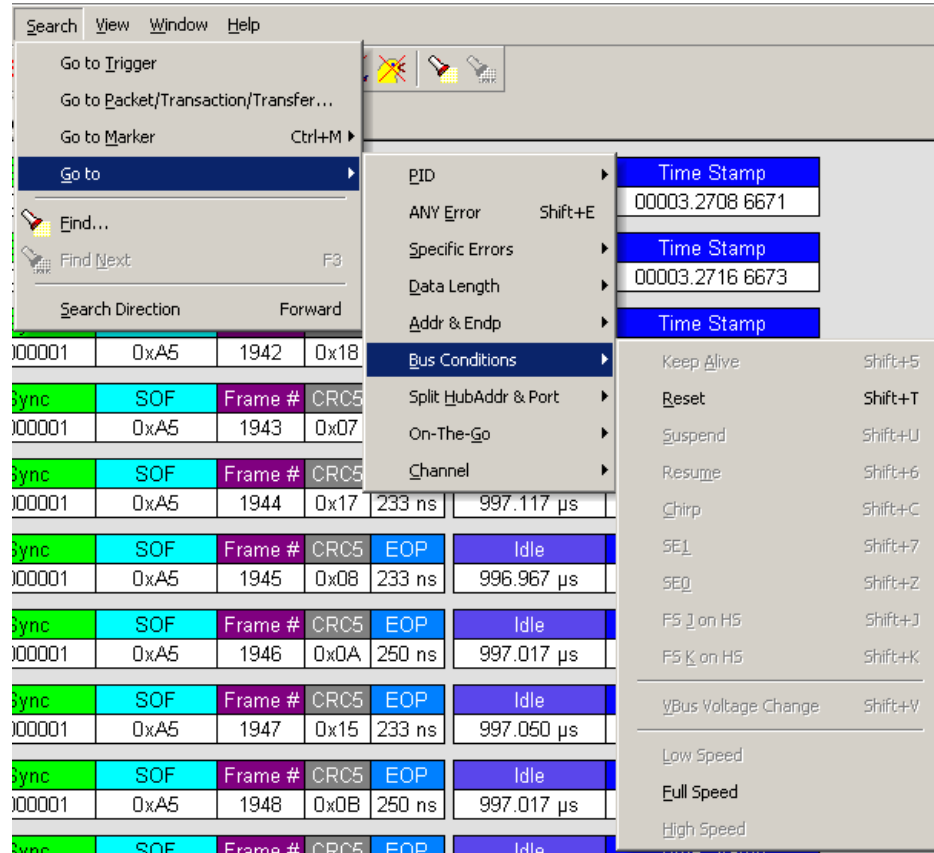 Search View Window Help
Go to Trigger
Go to Packet/Transaction/Transfer...
Go to Marker Ctrl+M
Go to
Find...
Find Next F3
Search Direction Forward
PID
ANY Error Shift+E
Specific Errors
Data Length
Addr & Endp
Bus Conditions
Split HubAddr & Port
On-The-Go
Channel
Keep Alive Shift+5
Reset Shift+T
Suspend Shift+U
Resume Shift+6
Chirp Shift+C
SE1 Shift+7
SE0 Shift+Z
FS J on HS Shift+J
FS K on HS Shift+K
VBus Voltage Change Shift+V
Low Speed
Full Speed
High Speed
Time Stamp
00003.2708 6671
Time Stamp
00003.2716 6673
Time Stamp
000001 0xA5 1942 0x18
Sync SOF Frame # CRC5
000001 0xA5 1943 0x07
Sync SOF Frame # CRC5
000001 0xA5 1944 0x17 233 ns 997.117 µs
Sync SOF Frame # CRC5 EOP Idle
000001 0xA5 1945 0x08 233 ns 996.967 µs
Sync SOF Frame # CRC5 EOP Idle
000001 0xA5 1946 0x0A 250 ns 997.017 µs
Sync SOF Frame # CRC5 EOP Idle
000001 0xA5 1947 0x15 233 ns 997.050 µs
Sync SOF Frame # CRC5 EOP Idle
000001 0xA5 1948 0x0B 250 ns 997.017 µs
Sync SOF Frame # CRC5 EOP Idle